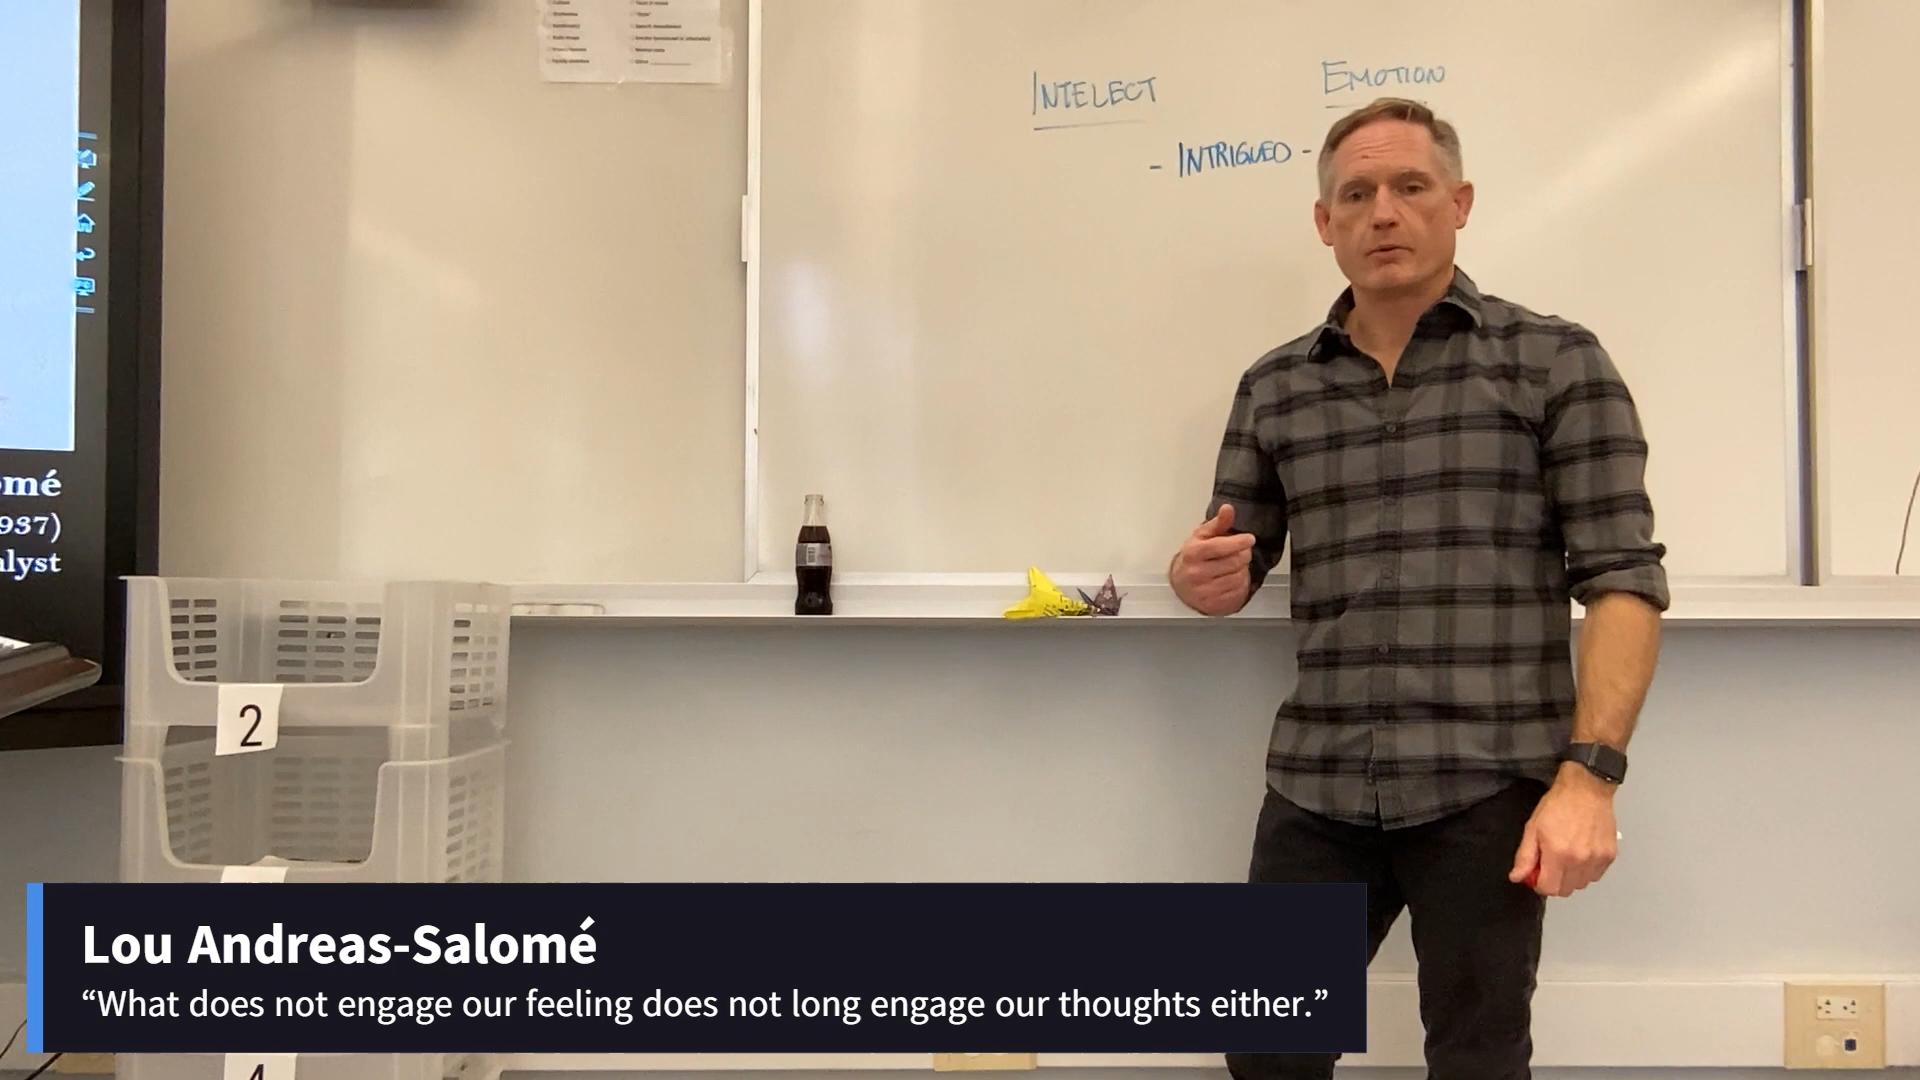 INTELECT
EMOTION
- INTRIGUED -
omé
937)
alyst
2
Lou Andreas-Salomé
“What does not engage our feeling does not long engage our thoughts either.”
4